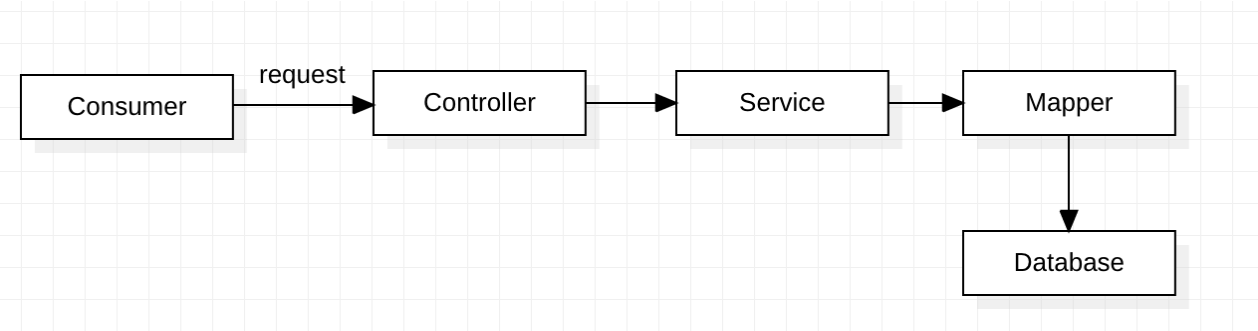 request
Consumer
Controller
Service
Mapper
Database